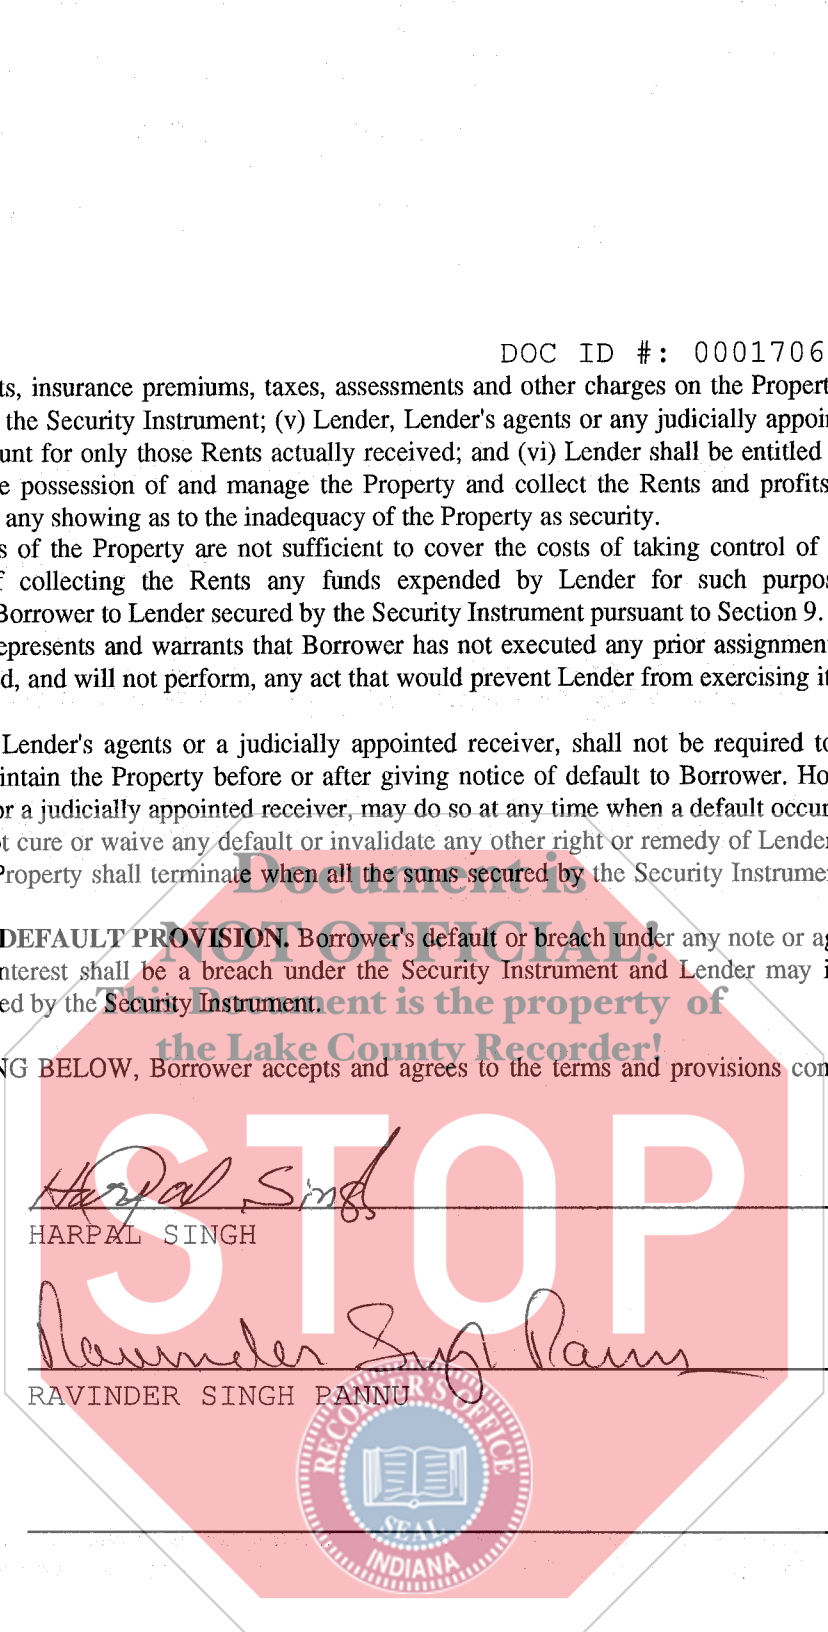 DOC ID #: 0001706
ts, insurance premiums, taxes, assessments and other charges on the Propert
the Security Instrument; (v) Lender, Lender's agents or any judicially appoi
unt for only those Rents actually received; and (vi) Lender shall be entitled
e possession of and manage the Property and collect the Rents and profits
any showing as to the inadequacy of the Property as security.
s of the Property are not sufficient to cover the costs of taking control of
f collecting the Rents any funds expended by Lender for such purpo
Borrower to Lender secured by the Security Instrument pursuant to Section 9.
epresents and warrants that Borrower has not executed any prior assignmen
d, and will not perform, any act that would prevent Lender from exercising it
Lender's agents or a judicially appointed receiver, shall not be required to
intain the Property before or after giving notice of default to Borrower. Ho
or a judicially appointed receiver, may do so at any time when a default occur
t cure or waive any default or invalidate any other right or remedy of Lende
Property shall terminate when all the sums secured by the Security Instrume
Document is
DEFAULT PROVISION. Borrower's default or breach under any note or ag
NOT OFFICIAL!
nterest shall be a breach under the Security Instrument and Lender may i
ed by the Security Instrument.
This Document is the property of
the Lake County Recorder!
NG BELOW, Borrower accepts and agrees to the terms and provisions con
STOP
Harpal Singh
HARPAL SINGH
Ravinder Singh Pannu
RAVINDER SINGH PANNU
RECORDER'S OFFICE
SEAL
INDIANA